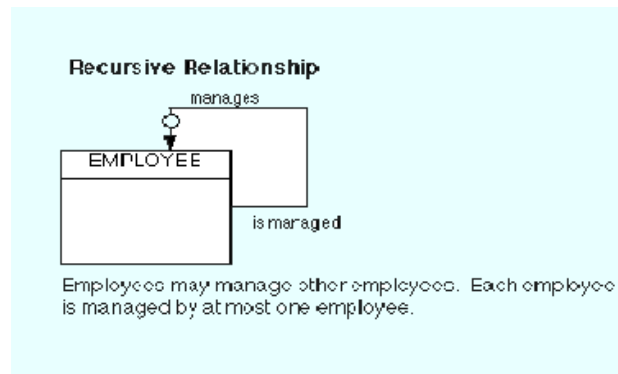 Recursive Relationship
manages
EMPLOYEE
is managed
Employees may manage other employees. Each employee
is managed by at most one employee.